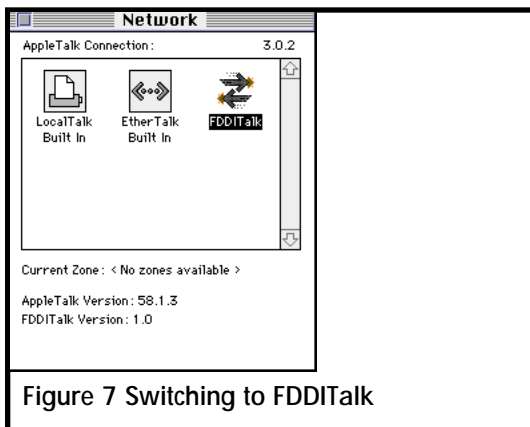 Network
AppleTalk Connection: 3.0.2
LocalTalk Built In
EtherTalk Built In
FDDITalk
Current Zone: < No zones available >
AppleTalk Version: 58.1.3
FDDITalk Version: 1.0
Figure 7 Switching to FDDITalk